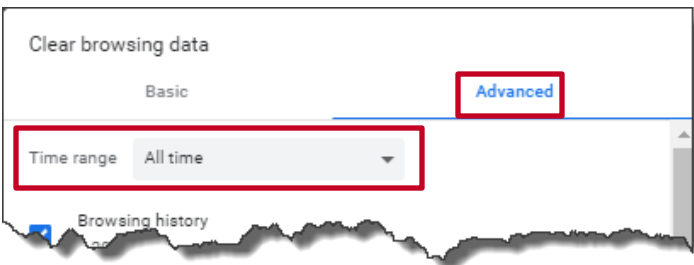 Clear browsing data
Basic Advanced
Time range All time
Browsing history